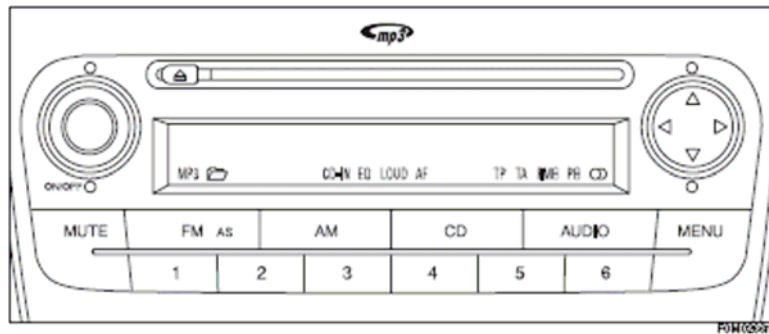 mp3
MP3 CD-IN EQ LOUD AF TP TA PB
ON/OFF
MUTE FM AS AM CD AUDIO MENU
1 2 3 4 5 6